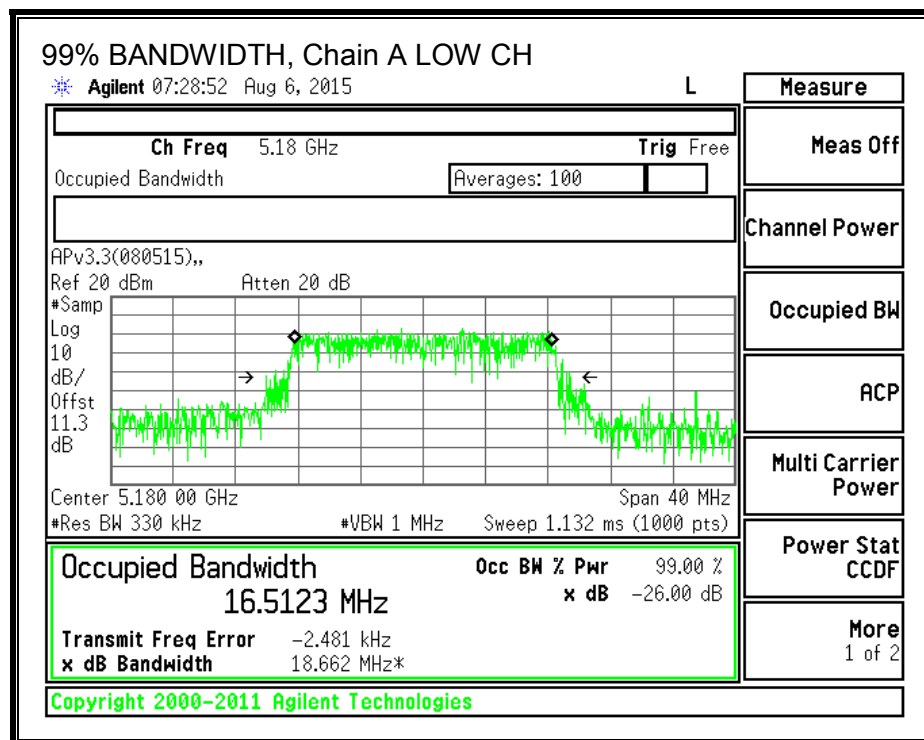 99% BANDWIDTH, Chain A LOW CH
Agilent 07:28:52 Aug 6, 2015 L
Measure
Ch Freq 5.18 GHz Trig Free
Meas Off
Occupied Bandwidth Averages: 100
Channel Power
APv3.3(080515),,
Ref 20 dBm Atten 20 dB
#Samp
Log
10
dB/
Offst
11.3
dB
Occupied BW
ACP
Multi Carrier
Power
Center 5.180 00 GHz Span 40 MHz
#Res BW 330 kHz #VBW 1 MHz Sweep 1.132 ms (1000 pts)
Occupied Bandwidth
16.5123 MHz
Occ BW % Pwr 99.00 %
x dB -26.00 dB
Power Stat
CCDF
Transmit Freq Error -2.481 kHz
x dB Bandwidth 18.662 MHz*
More
1 of 2
Copyright 2000-2011 Agilent Technologies